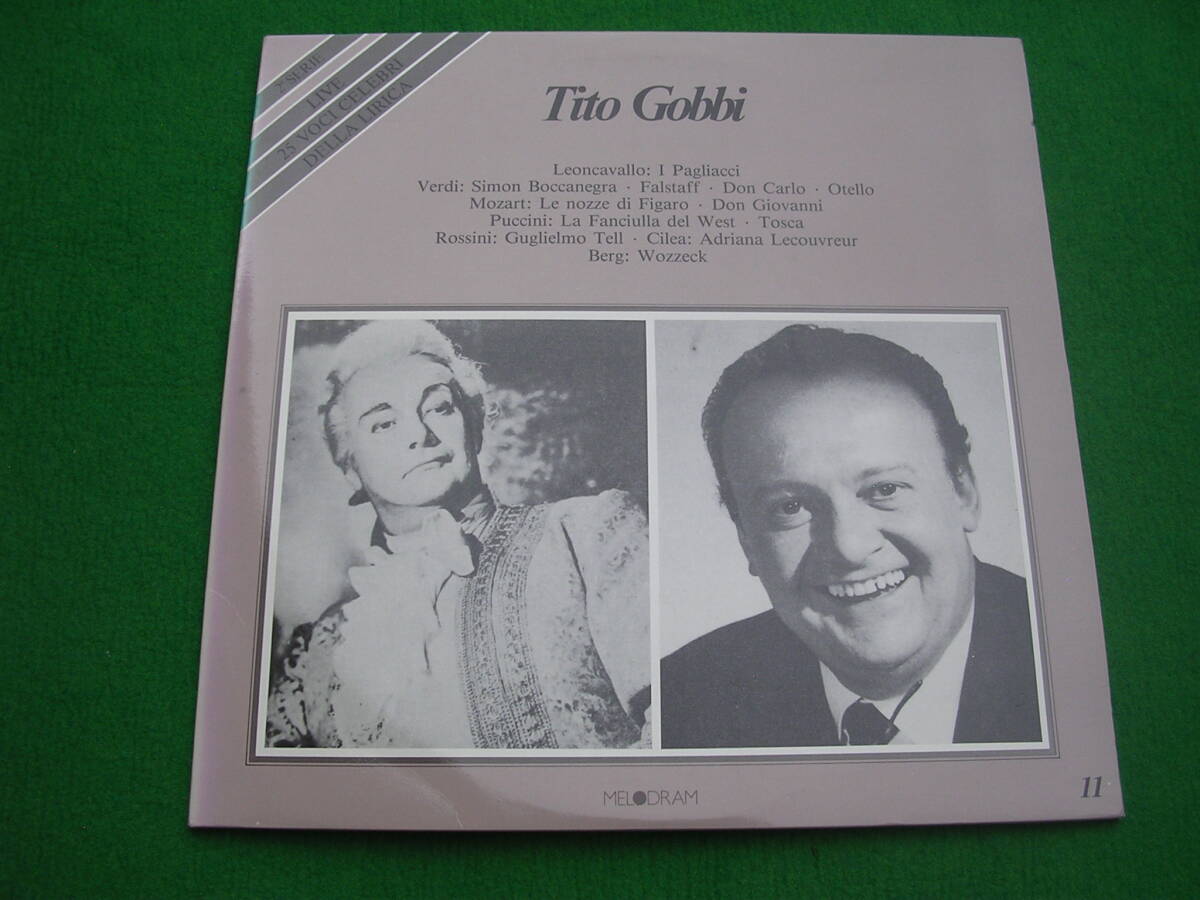 2ª SERIE
LIVE
25 VOCI CELEBRI
DELLA LIRICA
Tito Gobbi
Leoncavallo: I Pagliacci
Verdi: Simon Boccanegra · Falstaff · Don Carlo · Otello
Mozart: Le nozze di Figaro · Don Giovanni
Puccini: La Fanciulla del West · Tosca
Rossini: Guglielmo Tell · Cilea: Adriana Lecouvreur
Berg: Wozzeck
MELODRAM
11